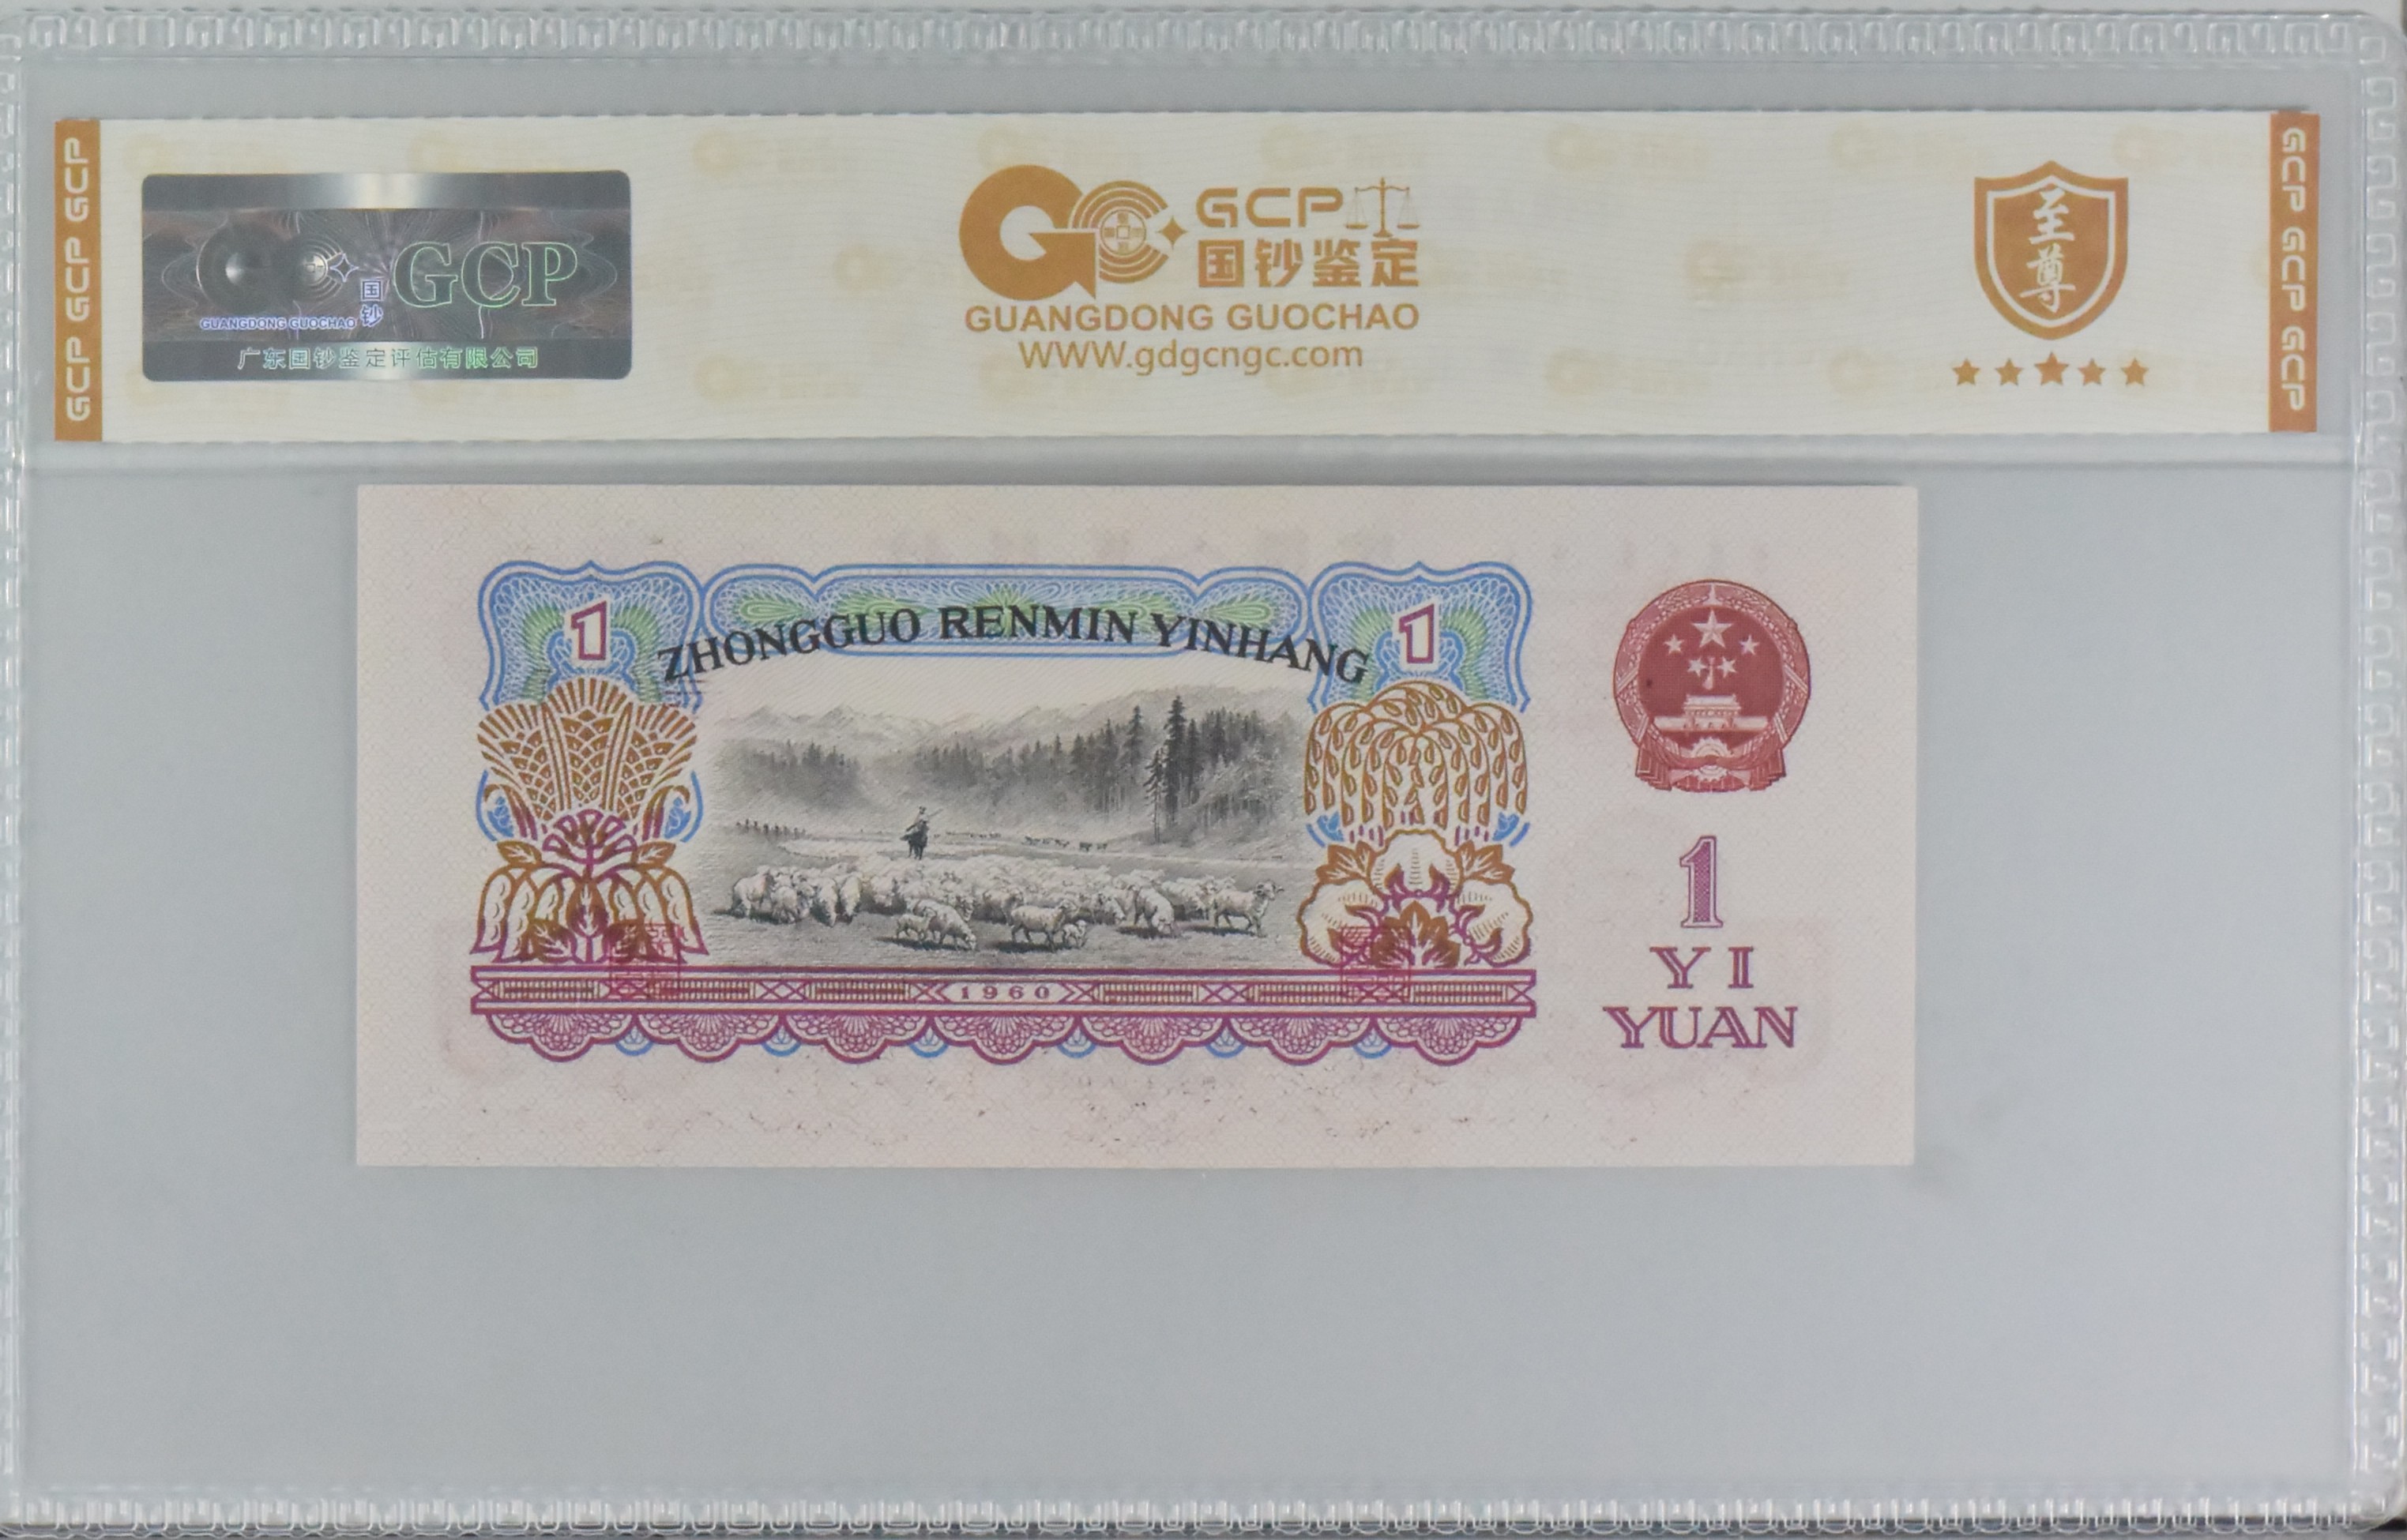 GCP GCP GCP
国钞
GCP
GUANGDONG GUOCHAO
广东国钞鉴定评估有限公司
GCP
国钞鉴定
GUANGDONG GUOCHAO
WWW.gdgcngc.com
至尊
GCP GCP GCP
1
ZHONGGUO RENMIN YINHANG
1
1960
1
YI
YUAN